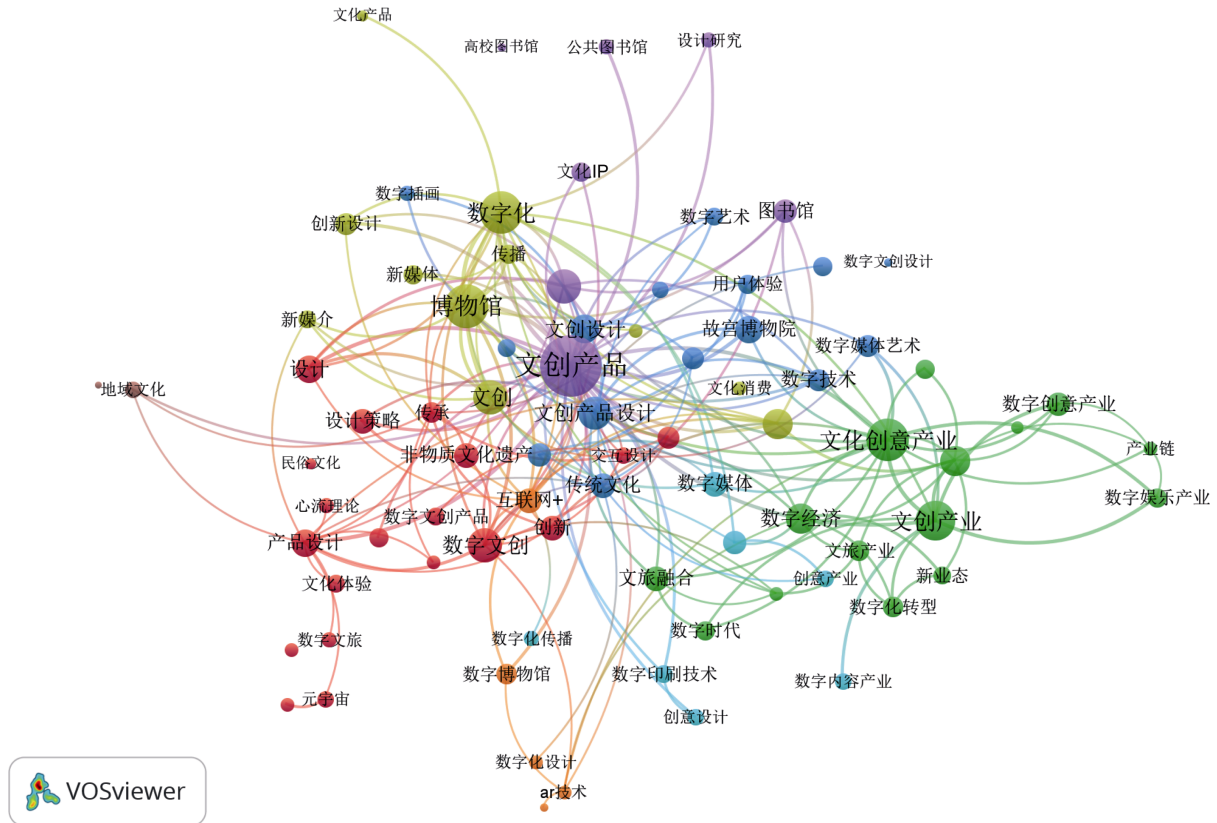 文化产品
高校图书馆
公共图书馆
设计研究
文化IP
数字插画
数字化
创新设计
数字艺术
图书馆
传播
新媒体
用户体验
数字文创设计
博物馆
新媒介
文创设计
故宫博物院
数字媒体艺术
文创产品
设计
数字技术
地域文化
文化消费
文创
传承
文创产品设计
设计策略
数字创意产业
文化创意产业
产业链
非物质文化遗产
交互设计
民俗文化
传统文化
数字媒体
数字娱乐产业
互联网+
心流理论
数字文创产品
创新
数字经济
文创产业
产品设计
数字文创
文旅产业
文旅融合
创意产业
新业态
文化体验
数字化转型
数字时代
数字文旅
数字化传播
数字博物馆
数字印刷技术
数字内容产业
元宇宙
创意设计
数字化设计
ar技术
VOSviewer